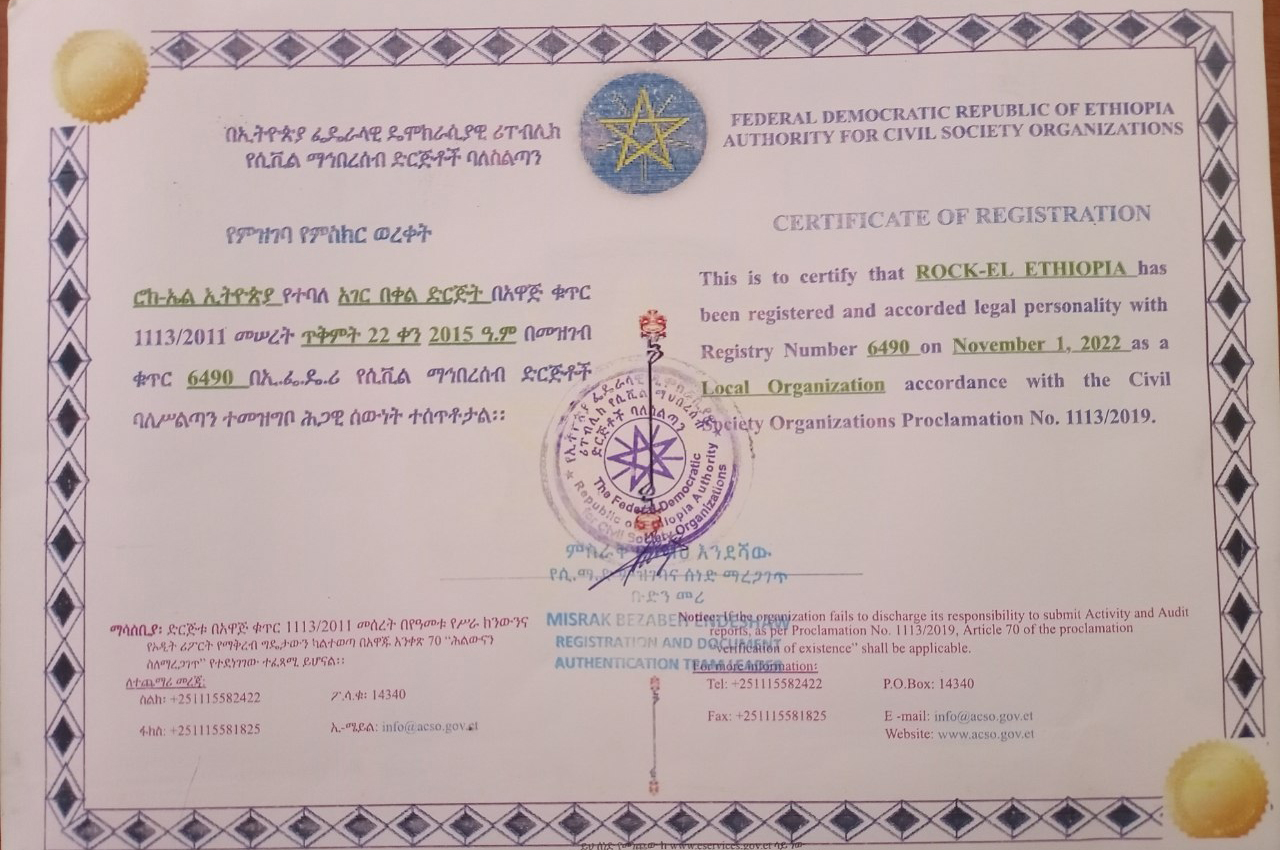 በኢትዮጵያ ፌዴራላዊ ዴሞክራሲያዊ ሪፐብሊክ
የሲቪል ማኅበረሰብ ድርጅቶች ባለስልጣን
የምዝገባ የምስክር ወረቀት
ሮክ-ኤል ኢትዮጵያ የተባለ አገር በቀል ድርጅት በአዋጅ ቁጥር
1113/2011 መሠረት ጥቅምት 22 ቀን 2015 ዓ.ም በመዝገብ
ቁጥር 6490 በኢ.ፌ.ዴ.ሪ የሲቪል ማኅበረሰብ ድርጅቶች
ባለሥልጣን ተመዝግቦ ሕጋዊ ሰውነት ተሰጥቶታል፡፡
FEDERAL DEMOCRATIC REPUBLIC OF ETHIOPIA
AUTHORITY FOR CIVIL SOCIETY ORGANIZATIONS
CERTIFICATE OF REGISTRATION
This is to certify that ROCK-EL ETHIOPIA has
been registered and accorded legal personality with
Registry Number 6490 on November 1, 2022 as a
Local Organization accordance with the Civil
Society Organizations Proclamation No. 1113/2019.
የኢትዮጵያ ፌዴራላዊ
ሪፐብሊክ የሲቪል ማህበረሰብ
ድርጅቶች ባለስልጣን
The Federal Democratic
Republic of Ethiopia Authority
for Civil Society Organizations
እንደሻው
የሲ.ማ.ድ ምዝገባና ሰነድ ማረጋገጥ
ቡድን መሪ
MISRAK BEZABEH ENDESHAW
REGISTRATION AND DOCUMENT
AUTHENTICATION TEAM LEADER
ማሳሰቢያ፡ ድርጅቱ በአዋጅ ቁጥር 1113/2011 መሰረት በየዓመቱ የሥራ ክንውንና
የኦዲት ሪፖርት የማቅረብ ግዴታውን ካልተወጣ በአዋጁ አንቀጽ 70 “ሕልውናን
ስለማረጋገጥ” የተደነገገው ተፈጻሚ ይሆናል፡፡
ለተጨማሪ መረጃ፡
ስልክ፡ +251115582422 ፖ.ሳ.ቁ፡ 14340
ፋክስ፡ +251115581825 ኢ-ሜይል፡ info@acso.gov.et
Notice: If the organization fails to discharge its responsibility to submit Activity and Audit
reports, as per Proclamation No. 1113/2019, Article 70 of the proclamation
“verification of existence” shall be applicable.
For more information:
Tel: +251115582422 P.O.Box: 14340
Fax: +251115581825 E -mail: info@acso.gov.et
Website: www.acso.gov.et
www.eservices.gov.et ላይ ነው